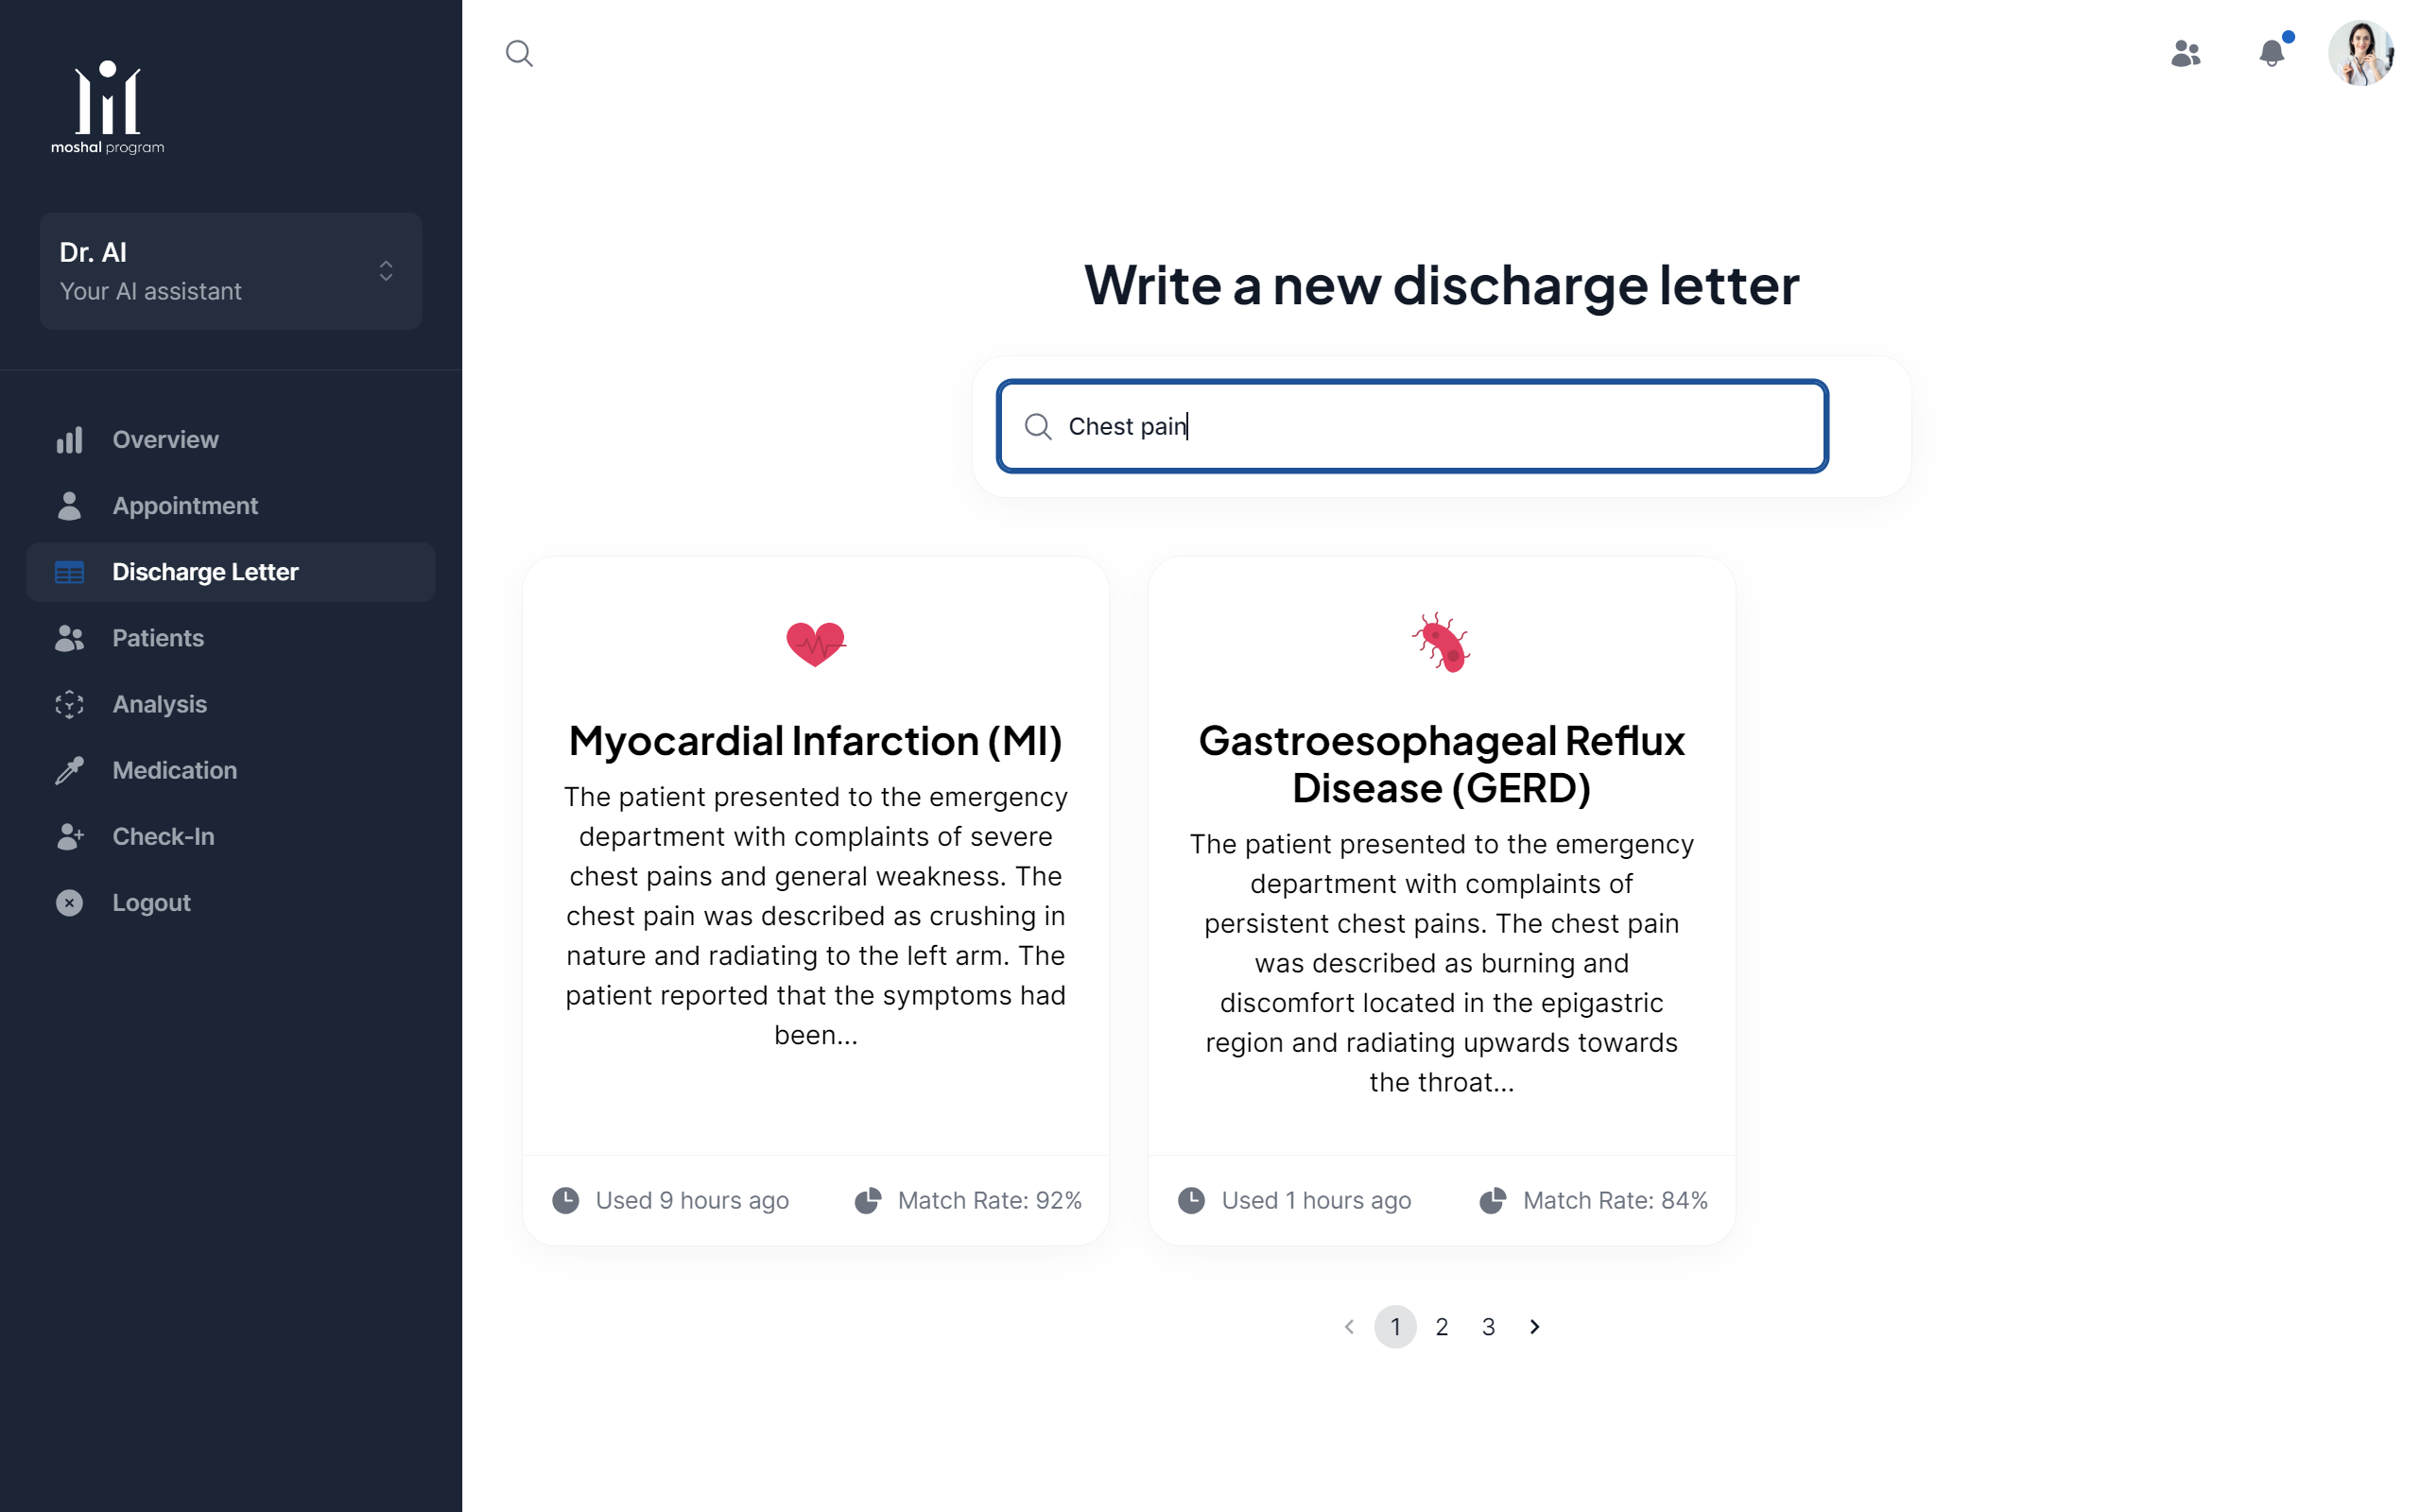 moshal program
Dr. AI
Your AI assistant
Overview
Appointment
Discharge Letter
Patients
Analysis
Medication
Check-In
Logout
Write a new discharge letter
Chest pain
Myocardial Infarction (MI)
The patient presented to the emergency
department with complaints of severe
chest pains and general weakness. The
chest pain was described as crushing in
nature and radiating to the left arm. The
patient reported that the symptoms had
been...
Used 9 hours ago
Match Rate: 92%
Gastroesophageal Reflux
Disease (GERD)
The patient presented to the emergency
department with complaints of
persistent chest pains. The chest pain
was described as burning and
discomfort located in the epigastric
region and radiating upwards towards
the throat...
Used 1 hours ago
Match Rate: 84%
1 2 3